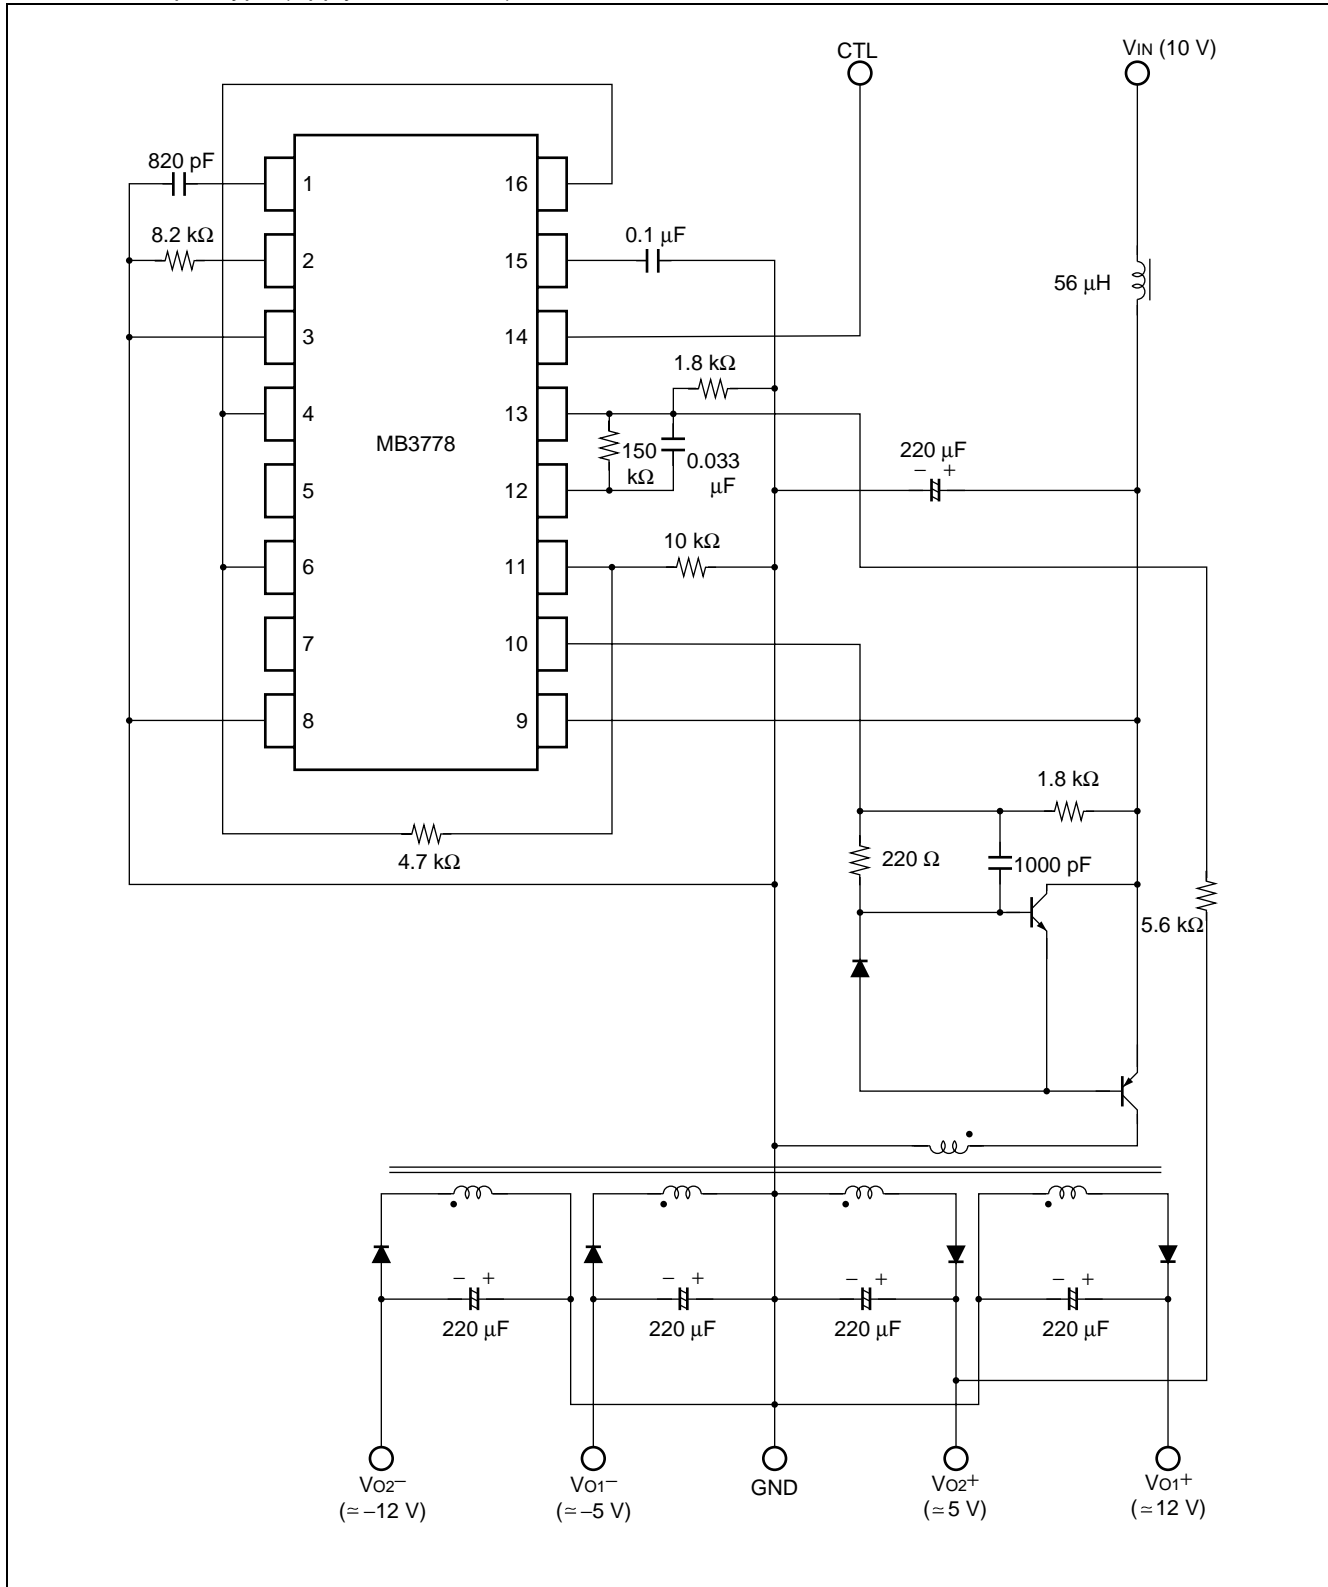 CTL
VIN (10 V)
820 pF
1
16
8.2 kΩ
0.1 μF
2
15
56 μH
3
14
1.8 kΩ
4
13
MB3778
150
kΩ
0.033
μF
220 μF
− +
5
12
10 kΩ
6
11
7
10
8
9
1.8 kΩ
4.7 kΩ
220 Ω
1000 pF
5.6 kΩ
− +
220 μF
− +
220 μF
− +
220 μF
− +
220 μF
VO2−
(≃ −12 V)
VO1−
(≃ −5 V)
GND
VO2+
(≃ 5 V)
VO1+
(≃ 12 V)